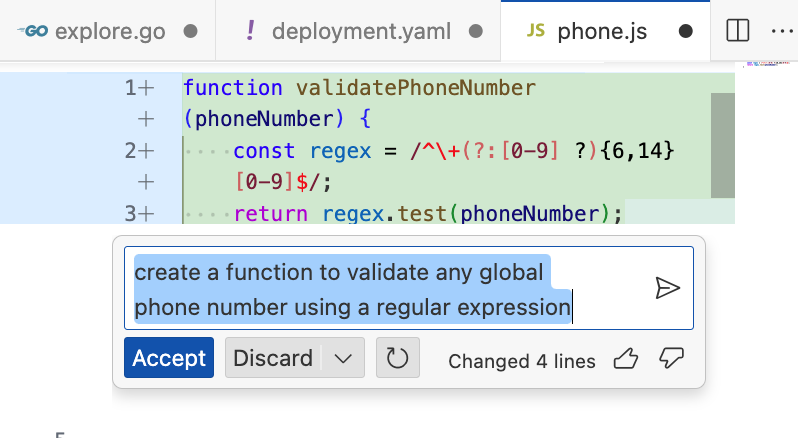 GO explore.go ! deployment.yaml JS phone.js
1+ function validatePhoneNumber
+ (phoneNumber) {
2+ ····const regex = /^\+(?:[0-9] ?){6,14}
+ [0-9]$/;
3+ ····return regex.test(phoneNumber);
create a function to validate any global
phone number using a regular expression
Accept Discard Changed 4 lines